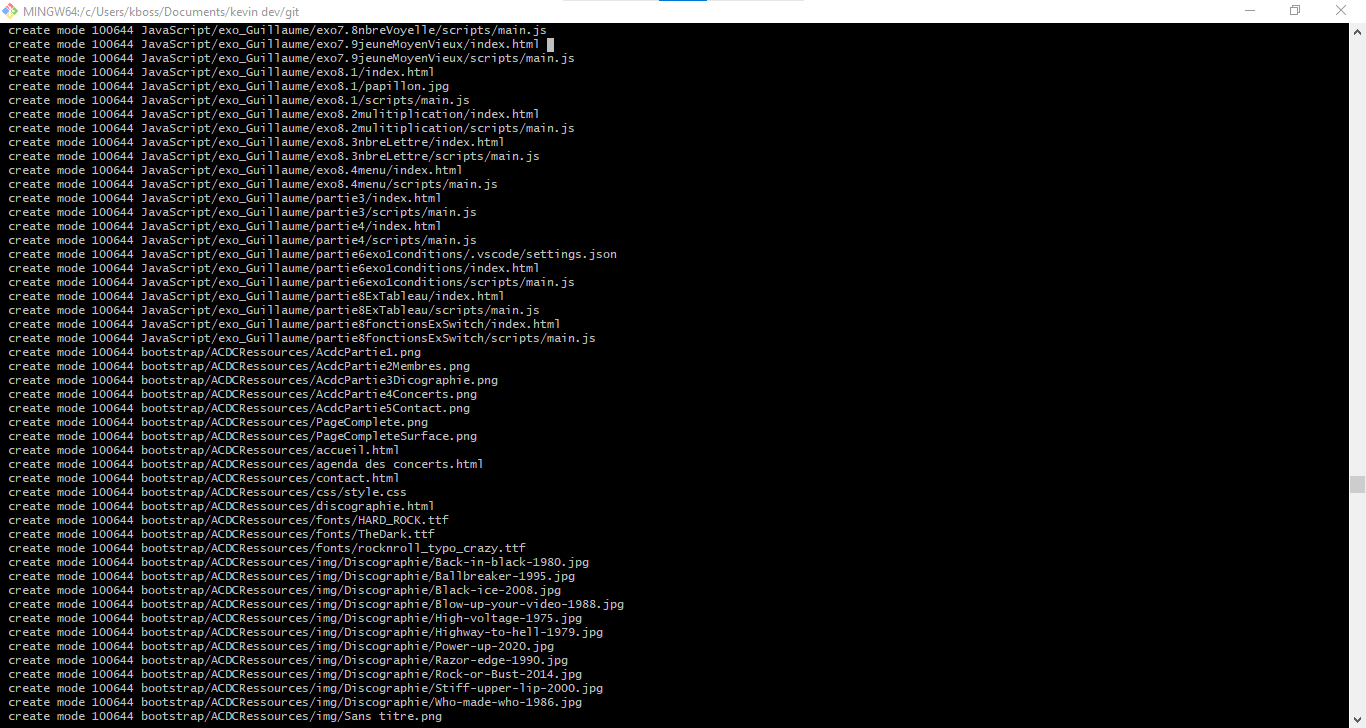 MINGW64:/c/Users/kboss/Documents/kevin dev/git
create mode 100644 JavaScript/exo_Guillaume/exo7.8nbreVoyelle/scripts/main.js
create mode 100644 JavaScript/exo_Guillaume/exo7.9jeuneMoyenVieux/index.html
create mode 100644 JavaScript/exo_Guillaume/exo7.9jeuneMoyenVieux/scripts/main.js
create mode 100644 JavaScript/exo_Guillaume/exo8.1/index.html
create mode 100644 JavaScript/exo_Guillaume/exo8.1/papillon.jpg
create mode 100644 JavaScript/exo_Guillaume/exo8.1/scripts/main.js
create mode 100644 JavaScript/exo_Guillaume/exo8.2mulitiplication/index.html
create mode 100644 JavaScript/exo_Guillaume/exo8.2mulitiplication/scripts/main.js
create mode 100644 JavaScript/exo_Guillaume/exo8.3nbreLettre/index.html
create mode 100644 JavaScript/exo_Guillaume/exo8.3nbreLettre/scripts/main.js
create mode 100644 JavaScript/exo_Guillaume/exo8.4menu/index.html
create mode 100644 JavaScript/exo_Guillaume/exo8.4menu/scripts/main.js
create mode 100644 JavaScript/exo_Guillaume/partie3/index.html
create mode 100644 JavaScript/exo_Guillaume/partie3/scripts/main.js
create mode 100644 JavaScript/exo_Guillaume/partie4/index.html
create mode 100644 JavaScript/exo_Guillaume/partie4/scripts/main.js
create mode 100644 JavaScript/exo_Guillaume/partie6exo1conditions/.vscode/settings.json
create mode 100644 JavaScript/exo_Guillaume/partie6exo1conditions/index.html
create mode 100644 JavaScript/exo_Guillaume/partie6exo1conditions/scripts/main.js
create mode 100644 JavaScript/exo_Guillaume/partie8ExTableau/index.html
create mode 100644 JavaScript/exo_Guillaume/partie8ExTableau/scripts/main.js
create mode 100644 JavaScript/exo_Guillaume/partie8fonctionsExSwitch/index.html
create mode 100644 JavaScript/exo_Guillaume/partie8fonctionsExSwitch/scripts/main.js
create mode 100644 bootstrap/ACDCRessources/AcdcPartie1.png
create mode 100644 bootstrap/ACDCRessources/AcdcPartie2Membres.png
create mode 100644 bootstrap/ACDCRessources/AcdcPartie3Dicographie.png
create mode 100644 bootstrap/ACDCRessources/AcdcPartie4Concerts.png
create mode 100644 bootstrap/ACDCRessources/AcdcPartie5Contact.png
create mode 100644 bootstrap/ACDCRessources/PageComplete.png
create mode 100644 bootstrap/ACDCRessources/PageCompleteSurface.png
create mode 100644 bootstrap/ACDCRessources/accueil.html
create mode 100644 bootstrap/ACDCRessources/agenda des concerts.html
create mode 100644 bootstrap/ACDCRessources/contact.html
create mode 100644 bootstrap/ACDCRessources/css/style.css
create mode 100644 bootstrap/ACDCRessources/discographie.html
create mode 100644 bootstrap/ACDCRessources/fonts/HARD_ROCK.ttf
create mode 100644 bootstrap/ACDCRessources/fonts/TheDark.ttf
create mode 100644 bootstrap/ACDCRessources/fonts/rocknroll_typo_crazy.ttf
create mode 100644 bootstrap/ACDCRessources/img/Discographie/Back-in-black-1980.jpg
create mode 100644 bootstrap/ACDCRessources/img/Discographie/Ballbreaker-1995.jpg
create mode 100644 bootstrap/ACDCRessources/img/Discographie/Black-ice-2008.jpg
create mode 100644 bootstrap/ACDCRessources/img/Discographie/Blow-up-your-video-1988.jpg
create mode 100644 bootstrap/ACDCRessources/img/Discographie/High-voltage-1975.jpg
create mode 100644 bootstrap/ACDCRessources/img/Discographie/Highway-to-hell-1979.jpg
create mode 100644 bootstrap/ACDCRessources/img/Discographie/Power-up-2020.jpg
create mode 100644 bootstrap/ACDCRessources/img/Discographie/Razor-edge-1990.jpg
create mode 100644 bootstrap/ACDCRessources/img/Discographie/Rock-or-Bust-2014.jpg
create mode 100644 bootstrap/ACDCRessources/img/Discographie/Stiff-upper-lip-2000.jpg
create mode 100644 bootstrap/ACDCRessources/img/Discographie/Who-made-who-1986.jpg
create mode 100644 bootstrap/ACDCRessources/img/Sans titre.png